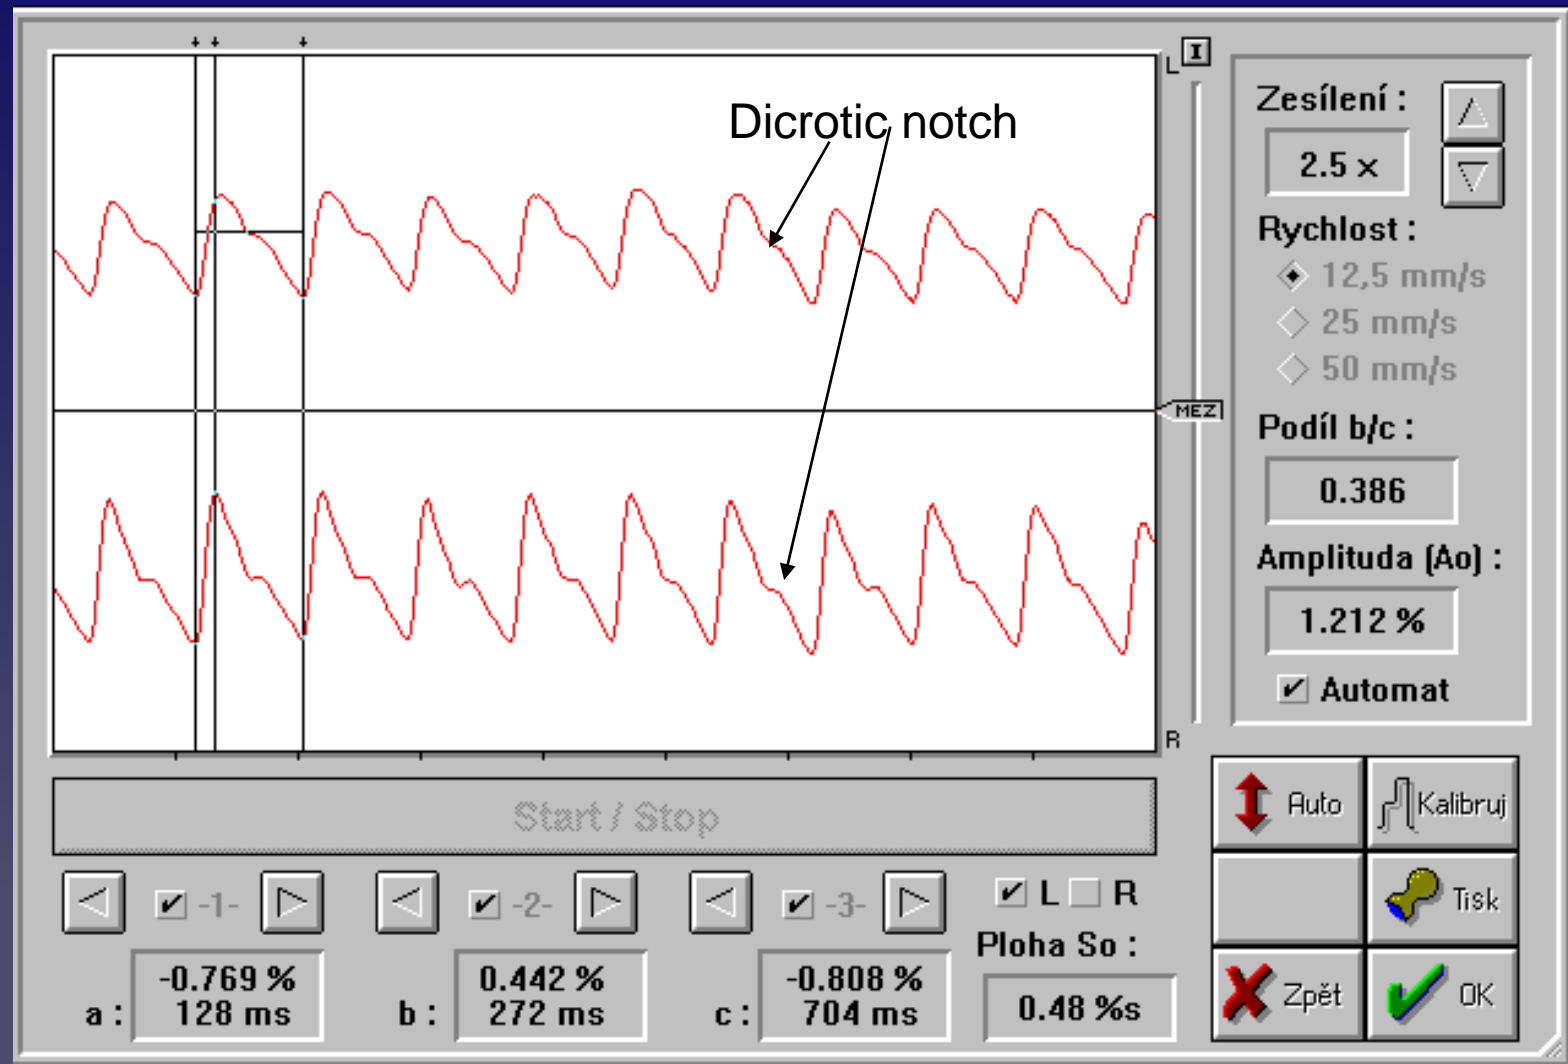 L
I
Dicrotic notch
MEZ
R
Zesílení :
2.5 x
Rychlost :
12,5 mm/s
25 mm/s
50 mm/s
Podíl b/c :
0.386
Amplituda (Ao) :
1.212 %
Automat
Start / Stop
-1-
-2-
-3-
L R
a :
-0.769 %
128 ms
b :
0.442 %
272 ms
c :
-0.808 %
704 ms
Ploha So :
0.48 %s
Auto
Kalibruj
Tisk
Zpět
OK